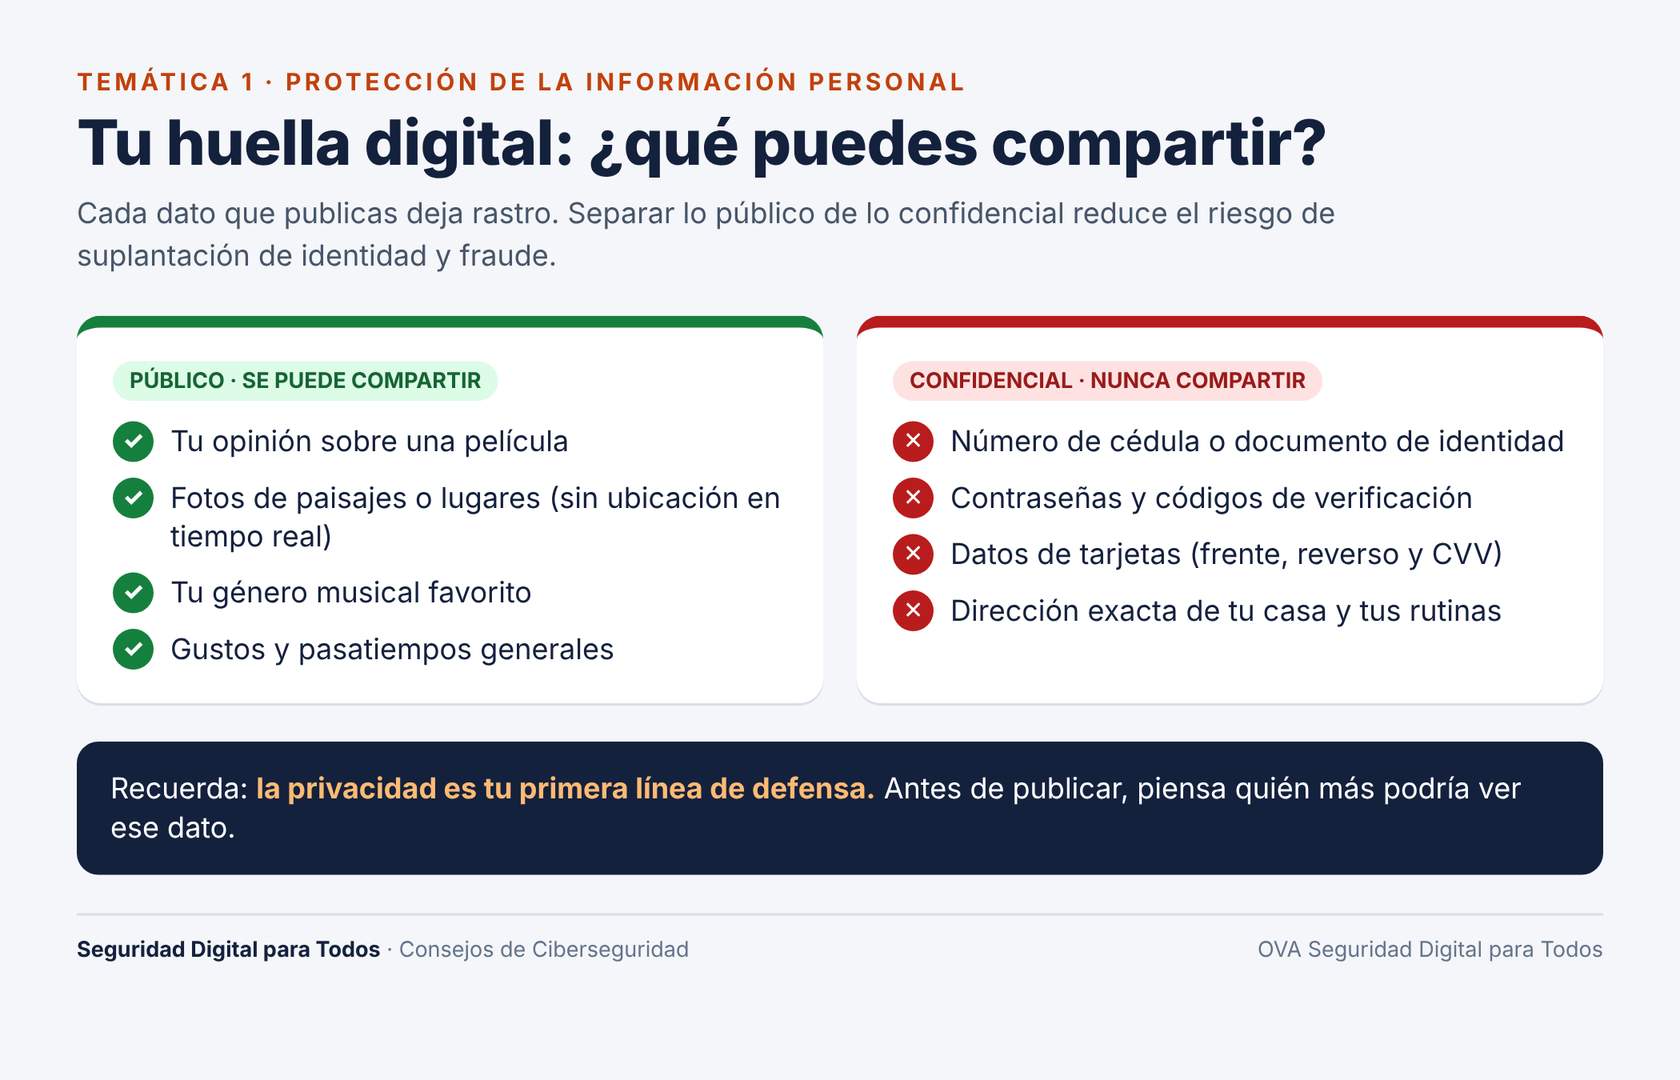 TEMÁTICA 1 · PROTECCIÓN DE LA INFORMACIÓN PERSONAL
Tu huella digital: ¿qué puedes compartir?
Cada dato que publicas deja rastro. Separar lo público de lo confidencial reduce el riesgo de
suplantación de identidad y fraude.
PÚBLICO · SE PUEDE COMPARTIR
Tu opinión sobre una película
Fotos de paisajes o lugares (sin ubicación en
tiempo real)
Tu género musical favorito
Gustos y pasatiempos generales
CONFIDENCIAL · NUNCA COMPARTIR
Número de cédula o documento de identidad
Contraseñas y códigos de verificación
Datos de tarjetas (frente, reverso y CVV)
Dirección exacta de tu casa y tus rutinas
Recuerda: la privacidad es tu primera línea de defensa. Antes de publicar, piensa quién más podría ver
ese dato.
Seguridad Digital para Todos · Consejos de Ciberseguridad
OVA Seguridad Digital para Todos